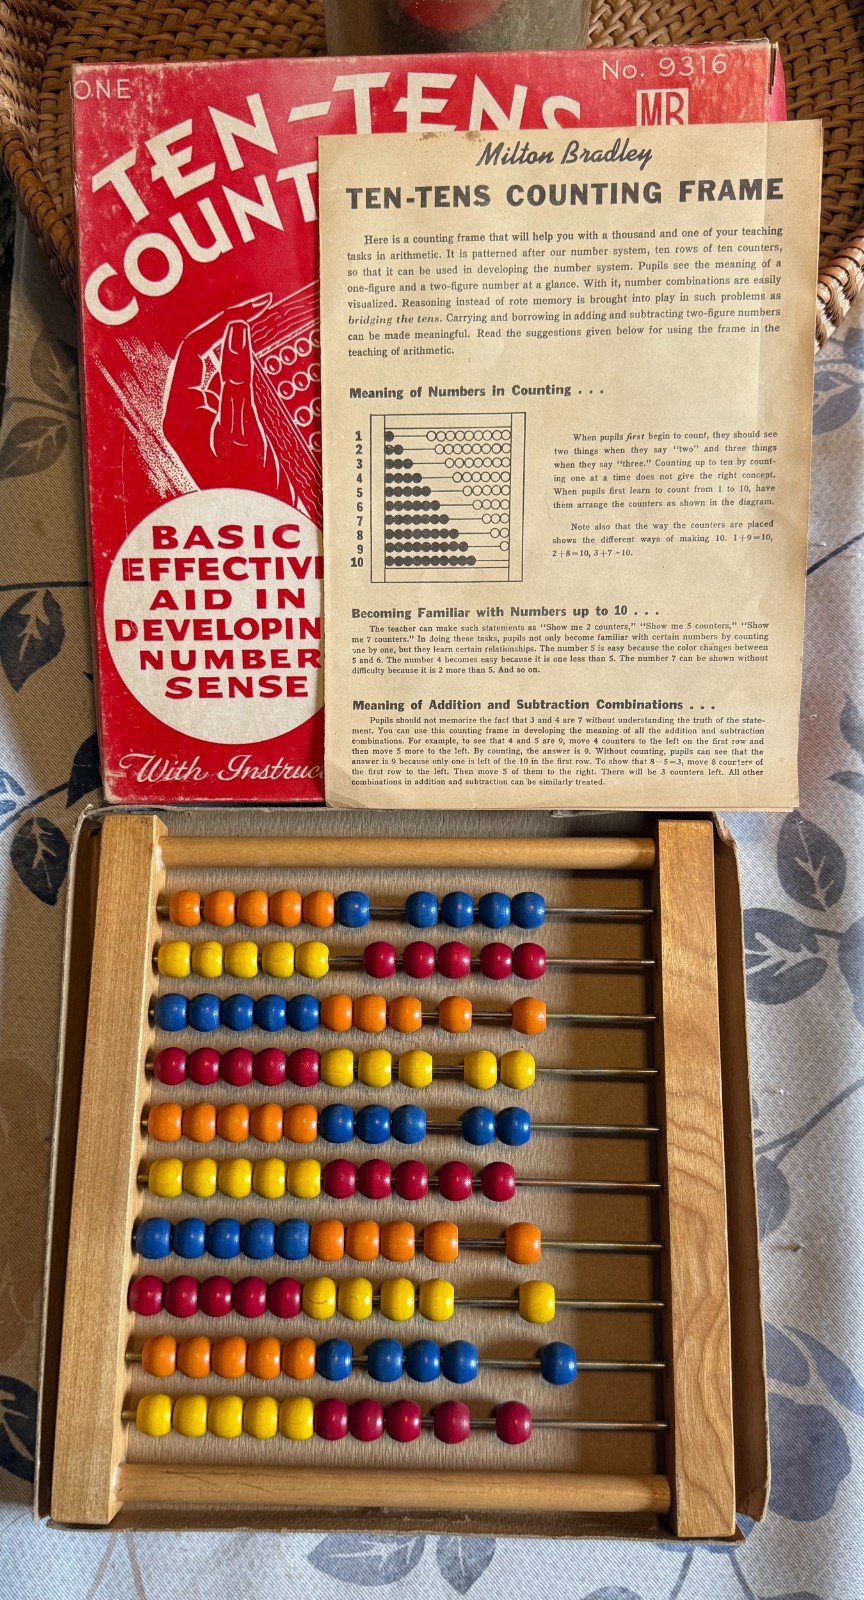 ONE
No. 9316
MB
TEN-TENS
COUNT
BASIC
EFFECTIV
AID IN
DEVELOPIN
NUMBER
SENSE
With Instruc
Milton Bradley
TEN-TENS COUNTING FRAME
Here is a counting frame that will help you with a thousand and one of your teaching
tasks in arithmetic. It is patterned after our number system, ten rows of ten counters,
so that it can be used in developing the number system. Pupils see the meaning of a
one-figure and a two-figure number at a glance. With it, number combinations are easily
visualized. Reasoning instead of rote memory is brought into play in such problems as
bridging the tens. Carrying and borrowing in adding and subtracting two-figure numbers
can be made meaningful. Read the suggestions given below for using the frame in the
teaching of arithmetic.
Meaning of Numbers in Counting . . .
1
2
3
4
5
6
7
8
9
10
When pupils first begin to count, they should see
two things when they say "two" and three things
when they say "three." Counting up to ten by count-
ing one at a time does not give the right concept.
When pupils first learn to count from 1 to 10, have
them arrange the counters as shown in the diagram.
Note also that the way the counters are placed
shows the different ways of making 10. 1+9=10,
2+8=10, 3+7=10.
Becoming Familiar with Numbers up to 10 . . .
The teacher can make such statements as "Show me 2 counters," "Show me 5 counters," "Show
me 7 counters." In doing these tasks, pupils not only become familiar with certain numbers by counting
one by one, but they learn certain relationships. The number 5 is easy because the color changes between
5 and 6. The number 4 becomes easy because it is one less than 5. The number 7 can be shown without
difficulty because it is 2 more than 5. And so on.
Meaning of Addition and Subtraction Combinations . . .
Pupils should not memorize the fact that 3 and 4 are 7 without understanding the truth of the state-
ment. You can use this counting frame in developing the meaning of all the addition and subtraction
combinations. For example, to see that 4 and 5 are 9, move 4 counters to the left on the first row and
then move 5 more to the left. By counting, the answer is 9. Without counting, pupils can see that the
answer is 9 because only one is left of the 10 in the first row. To show that 8-5=3, move 8 counters of
the first row to the left. Then move 5 of them to the right. There will be 3 counters left. All other
combinations in addition and subtraction can be similarly treated.